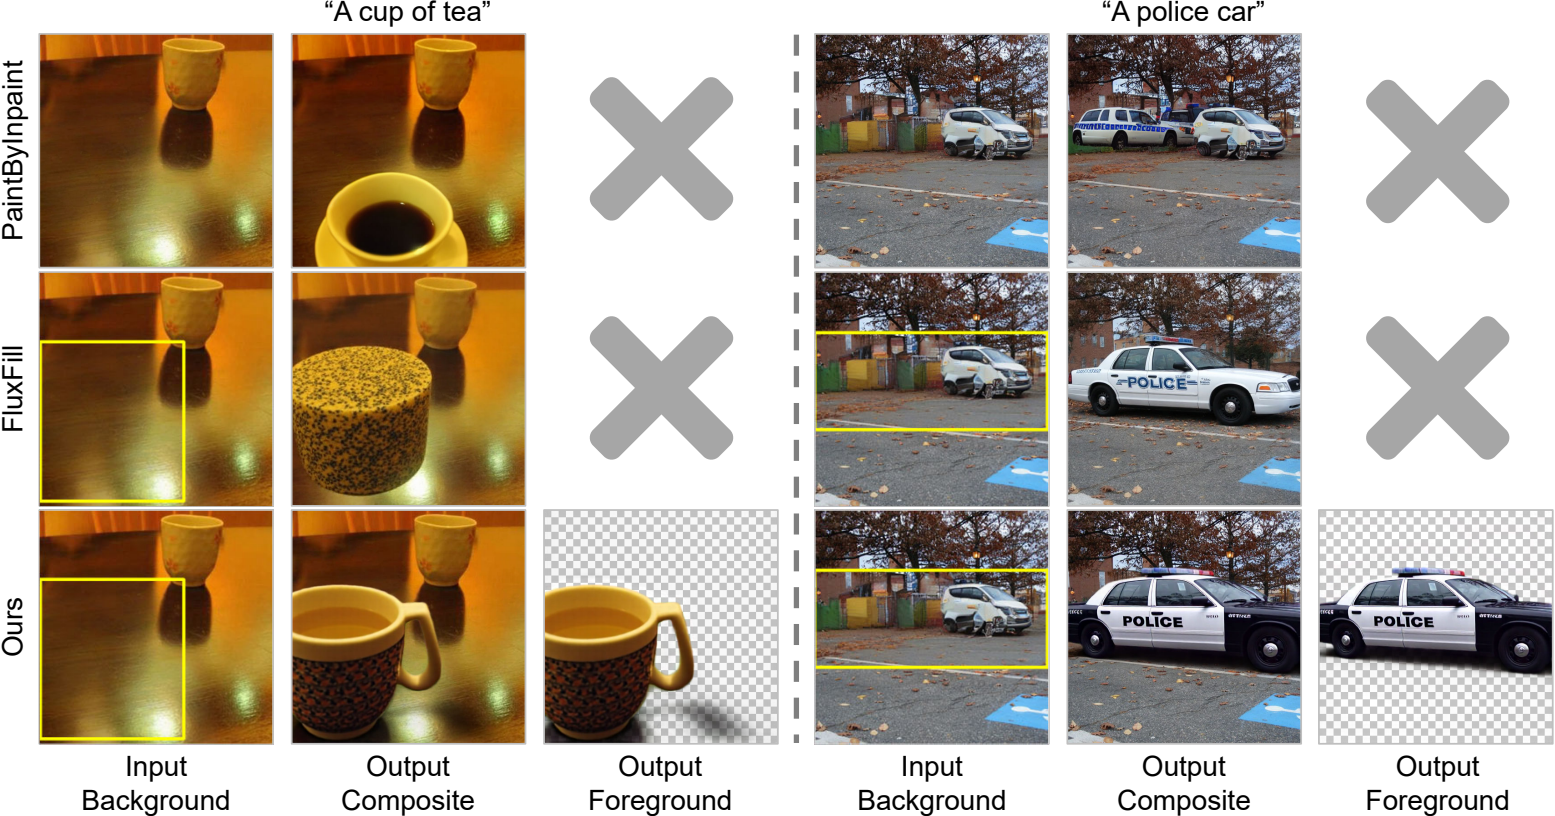 “A cup of tea”
“A police car”
PaintByInpaint
FluxFill
POLICE
Ours
POLICE
POLICE
Input
Background
Output
Composite
Output
Foreground
Input
Background
Output
Composite
Output
Foreground